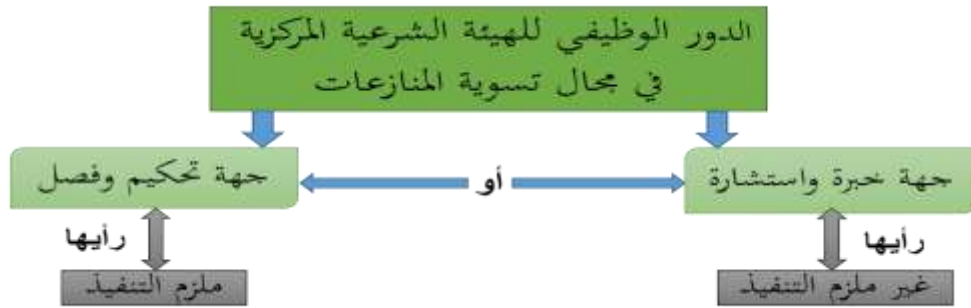 الدور الوظيفي للهيئة الشرعية المركزية
في مجال تسوية المنازعات
جهة خبرة واستشارة
أو
جهة تحكيم وفصل
رأيها
رأيها
غير ملزم التنفيذ
ملزم التنفيذ